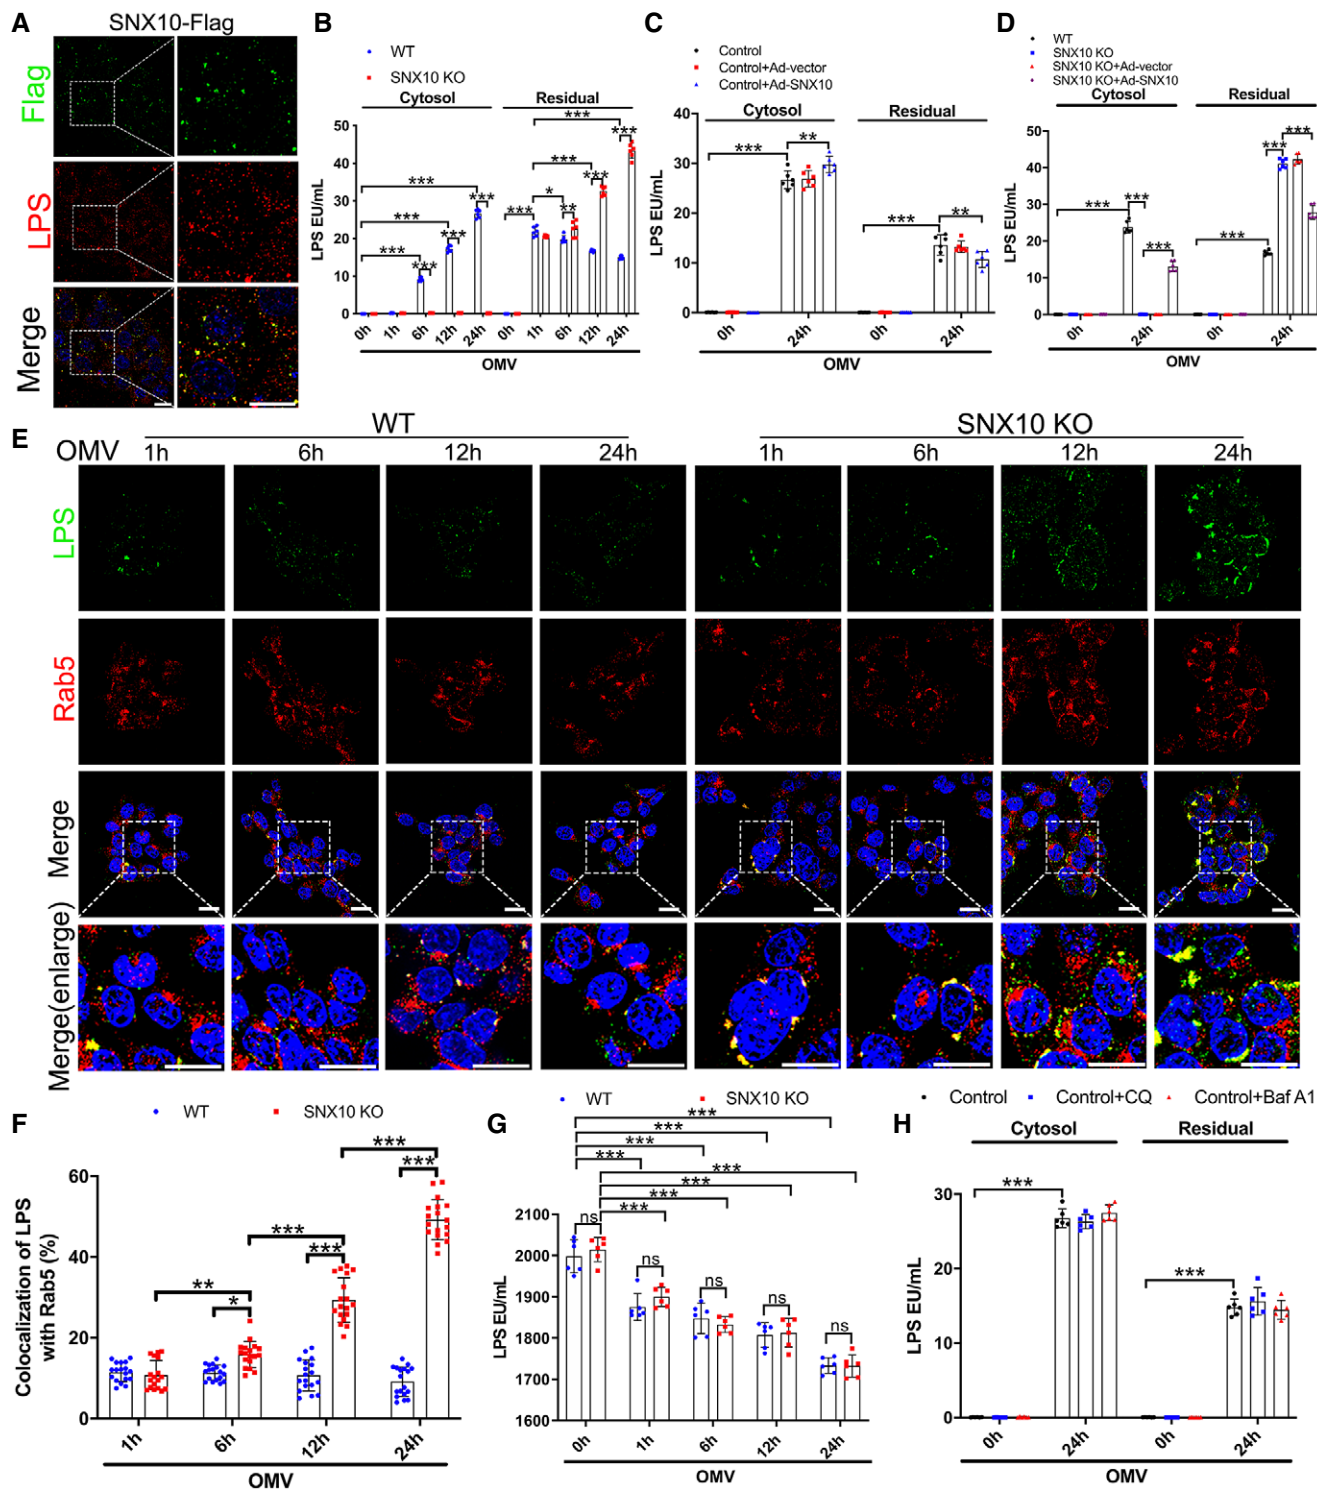 A
SNX10-Flag
Flag
LPS
Merge
B
WT
SNX10 KO
Cytosol Residual
LPS EU/mL
50
40
30
20
10
0
*** *** *** *** *** *** *** * ** *** *** *** ***
0h 1h 6h 12h 24h 0h 1h 6h 12h 24h
OMV
C
Control
Control+Ad-vector
Control+Ad-SNX10
Cytosol
Residual
LPS EU/mL
40
30
20
10
0
*** ** *** **
0h 24h 0h 24h
OMV
D
WT
SNX10 KO
SNX10 KO+Ad-vector
SNX10 KO+Ad-SNX10
Cytosol Residual
LPS EU/mL
50
40
30
20
10
0
*** *** *** *** *** ***
0h 24h 0h 24h
OMV
E
WT SNX10 KO
OMV 1h 6h 12h 24h 1h 6h 12h 24h
LPS
Rab5
Merge
Merge(enlarge)
F
WT SNX10 KO
Colocalization of LPS
with Rab5 (%)
60
40
20
0
** * *** *** *** ***
1h 6h 12h 24h
OMV
G
WT SNX10 KO
LPS EU/mL
2100
2000
1900
1800
1700
1600
***
***
***
***
***
***
***
***
ns ns ns ns ns
0h 1h 6h 12h 24h
OMV
H
Control Control+CQ Control+Baf A1
Cytosol Residual
LPS EU/mL
30
20
10
0
*** ***
0h 24h 0h 24h
OMV